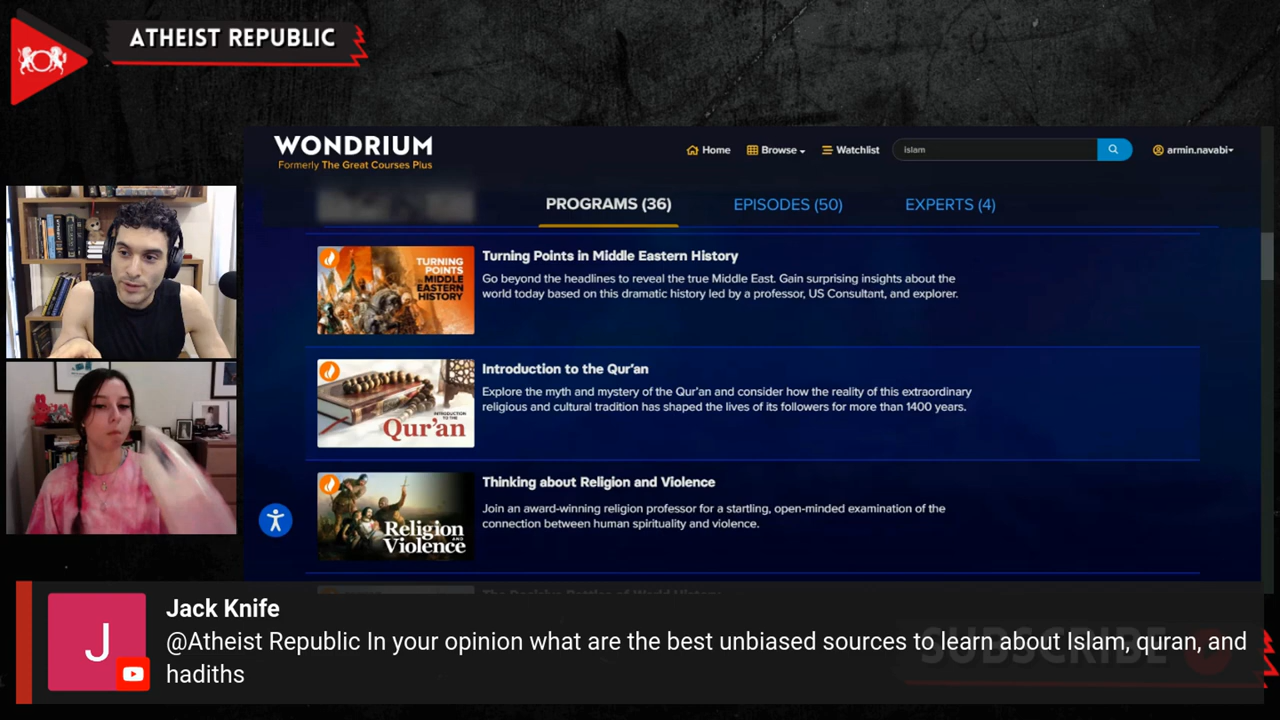 ATHEIST REPUBLIC
WONDRIUM
Formerly The Great Courses Plus
Home
Browse
Watchlist
islam
armin.navabi
PROGRAMS (36)
EPISODES (50)
EXPERTS (4)
TURNING
POINTS IN
MIDDLE
EASTERN
HISTORY
Turning Points in Middle Eastern History
Go beyond the headlines to reveal the true Middle East. Gain surprising insights about the
world today based on this dramatic history led by a professor, US Consultant, and explorer.
INTRODUCTION
TO THE
Qur'an
Introduction to the Qur'an
Explore the myth and mystery of the Qur'an and consider how the reality of this extraordinary
religious and cultural tradition has shaped the lives of its followers for more than 1400 years.
Religion
AND
Violence
Thinking about Religion and Violence
Join an award-winning religion professor for a startling, open-minded examination of the
connection between human spirituality and violence.
J
Jack Knife
@Atheist Republic In your opinion what are the best unbiased sources to learn about Islam, quran, and
hadiths
SUBSCRIBE